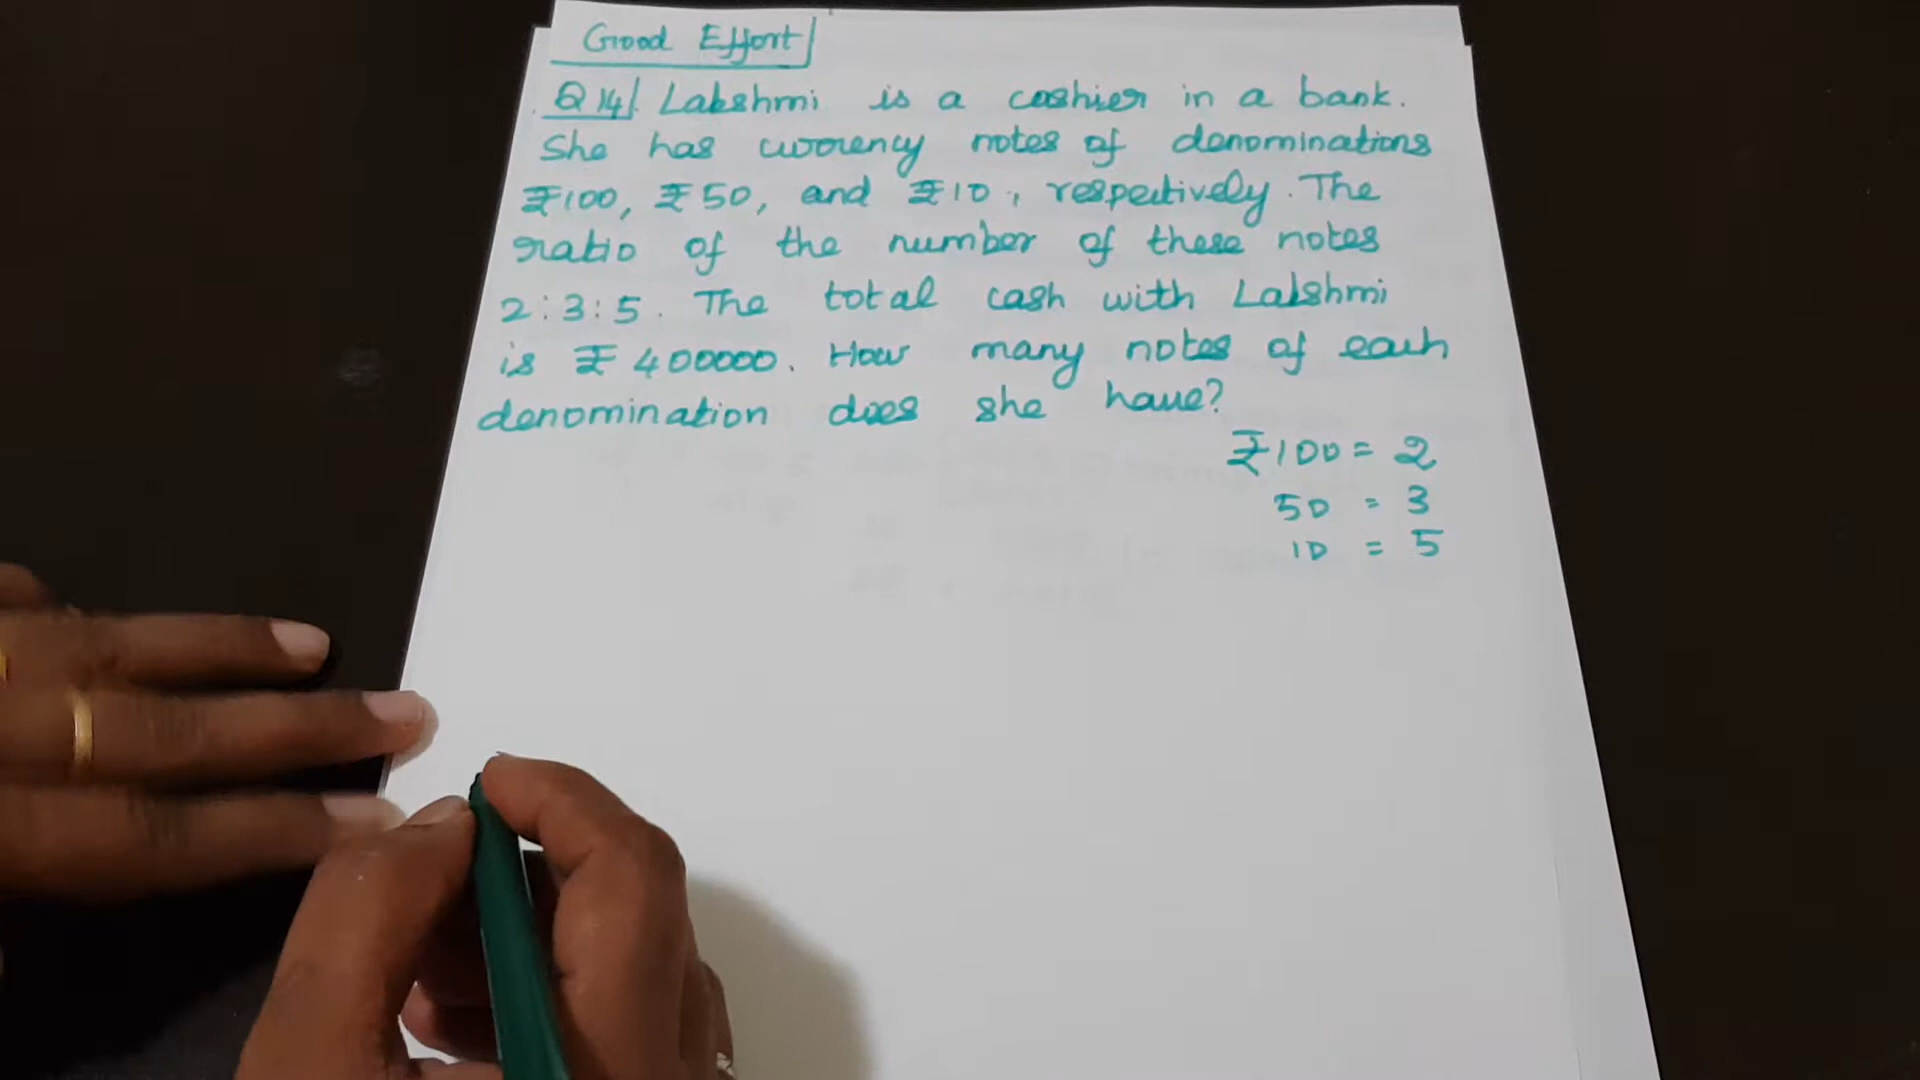 Good Effort
Q 14. Lakshmi is a cashier in a bank.
She has currency notes of denominations
₹100, ₹50, and ₹10, respectively. The
ratio of the number of these notes
2:3:5. The total cash with Lakshmi
is ₹400000. How many notes of each
denomination does she have?
₹100 = 2
50 = 3
10 = 5